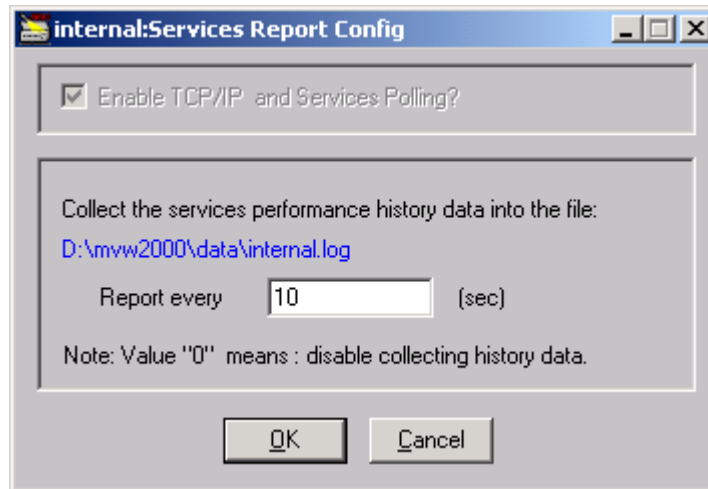 internal:Services Report Config
Enable TCP/IP and Services Polling?
Collect the services performance history data into the file:
D:\mvw2000\data\internal.log
Report every 10 (sec)
Note: Value "0" means : disable collecting history data.
OK Cancel